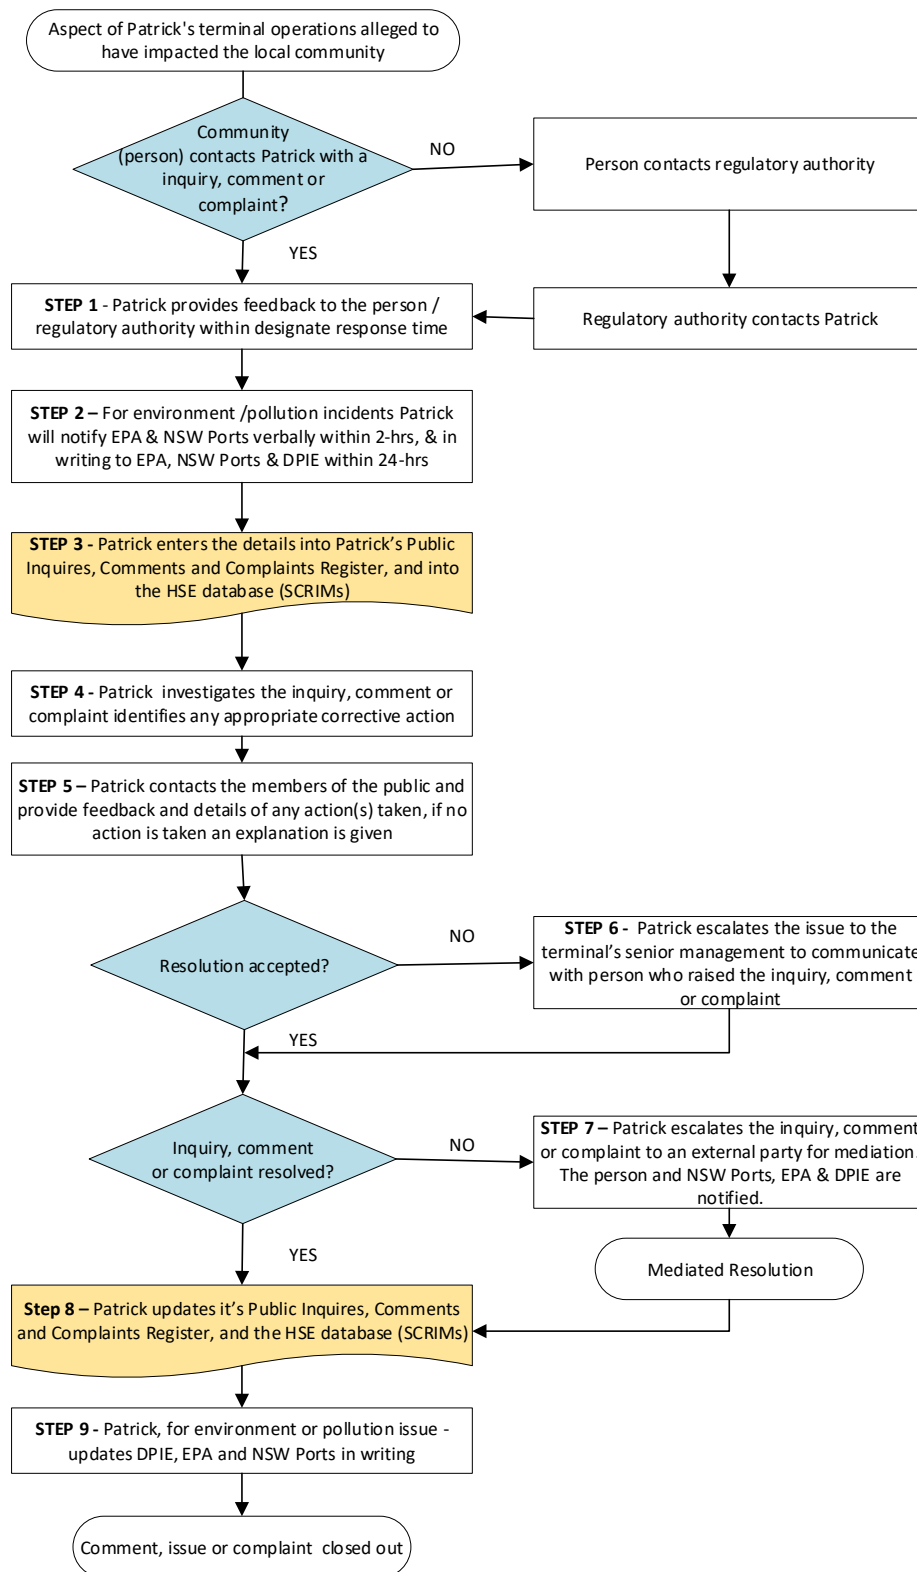 Aspect of Patrick's terminal operations alleged to
have impacted the local community
Community
(person) contacts Patrick with a
inquiry, comment or
complaint?
NO
Person contacts regulatory authority
YES
STEP 1 - Patrick provides feedback to the person /
regulatory authority within designate response time
Regulatory authority contacts Patrick
STEP 2 – For environment /pollution incidents Patrick
will notify EPA & NSW Ports verbally within 2-hrs, & in
writing to EPA, NSW Ports & DPIE within 24-hrs
STEP 3 - Patrick enters the details into Patrick’s Public
Inquires, Comments and Complaints Register, and into
the HSE database (SCRIMs)
STEP 4 - Patrick investigates the inquiry, comment or
complaint identifies any appropriate corrective action
STEP 5 – Patrick contacts the members of the public and
provide feedback and details of any action(s) taken, if no
action is taken an explanation is given
Resolution accepted?
NO
STEP 6 - Patrick escalates the issue to the
terminal’s senior management to communicate
with person who raised the inquiry, comment
or complaint
YES
Inquiry, comment
or complaint resolved?
NO
STEP 7 – Patrick escalates the inquiry, comment
or complaint to an external party for mediation.
The person and NSW Ports, EPA & DPIE are
notified.
YES
Mediated Resolution
Step 8 – Patrick updates it’s Public Inquires, Comments
and Complaints Register, and the HSE database (SCRIMs)
STEP 9 - Patrick, for environment or pollution issue -
updates DPIE, EPA and NSW Ports in writing
Comment, issue or complaint closed out